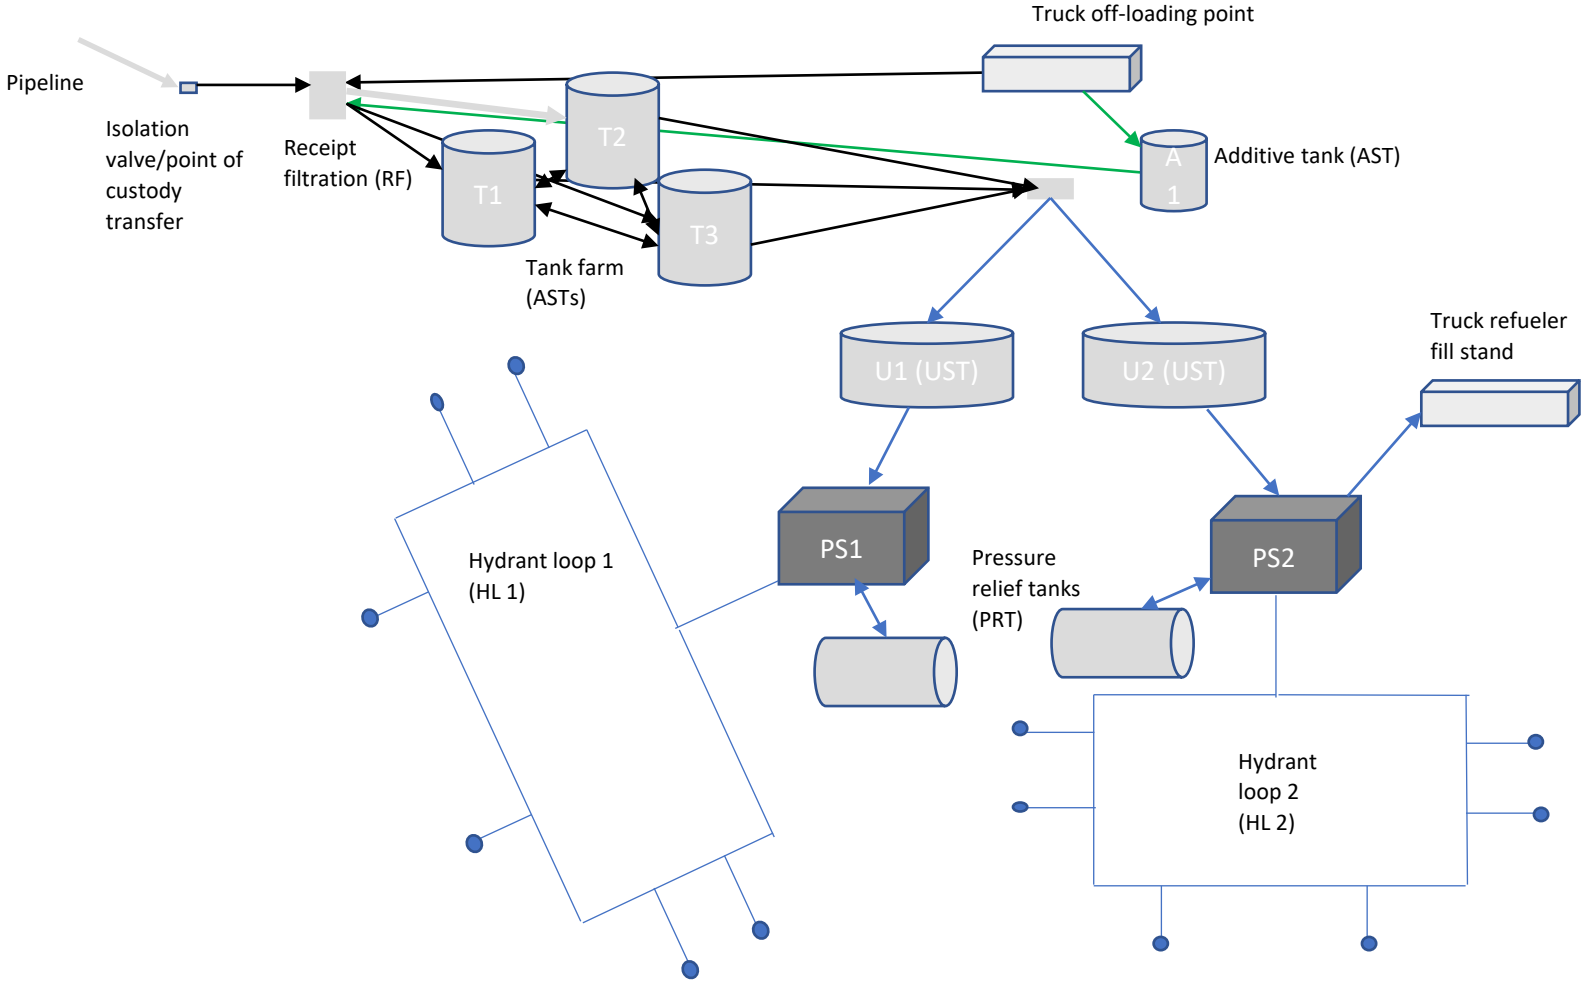 Truck off-loading point
Pipeline
Isolation
valve/point of
custody
transfer
Receipt
filtration (RF)
T1
T2
T3
A
1
Additive tank (AST)
Tank farm
(ASTs)
U1 (UST)
U2 (UST)
Truck refueler
fill stand
Hydrant loop 1
(HL 1)
PS1
Pressure
relief tanks
(PRT)
PS2
Hydrant
loop 2
(HL 2)